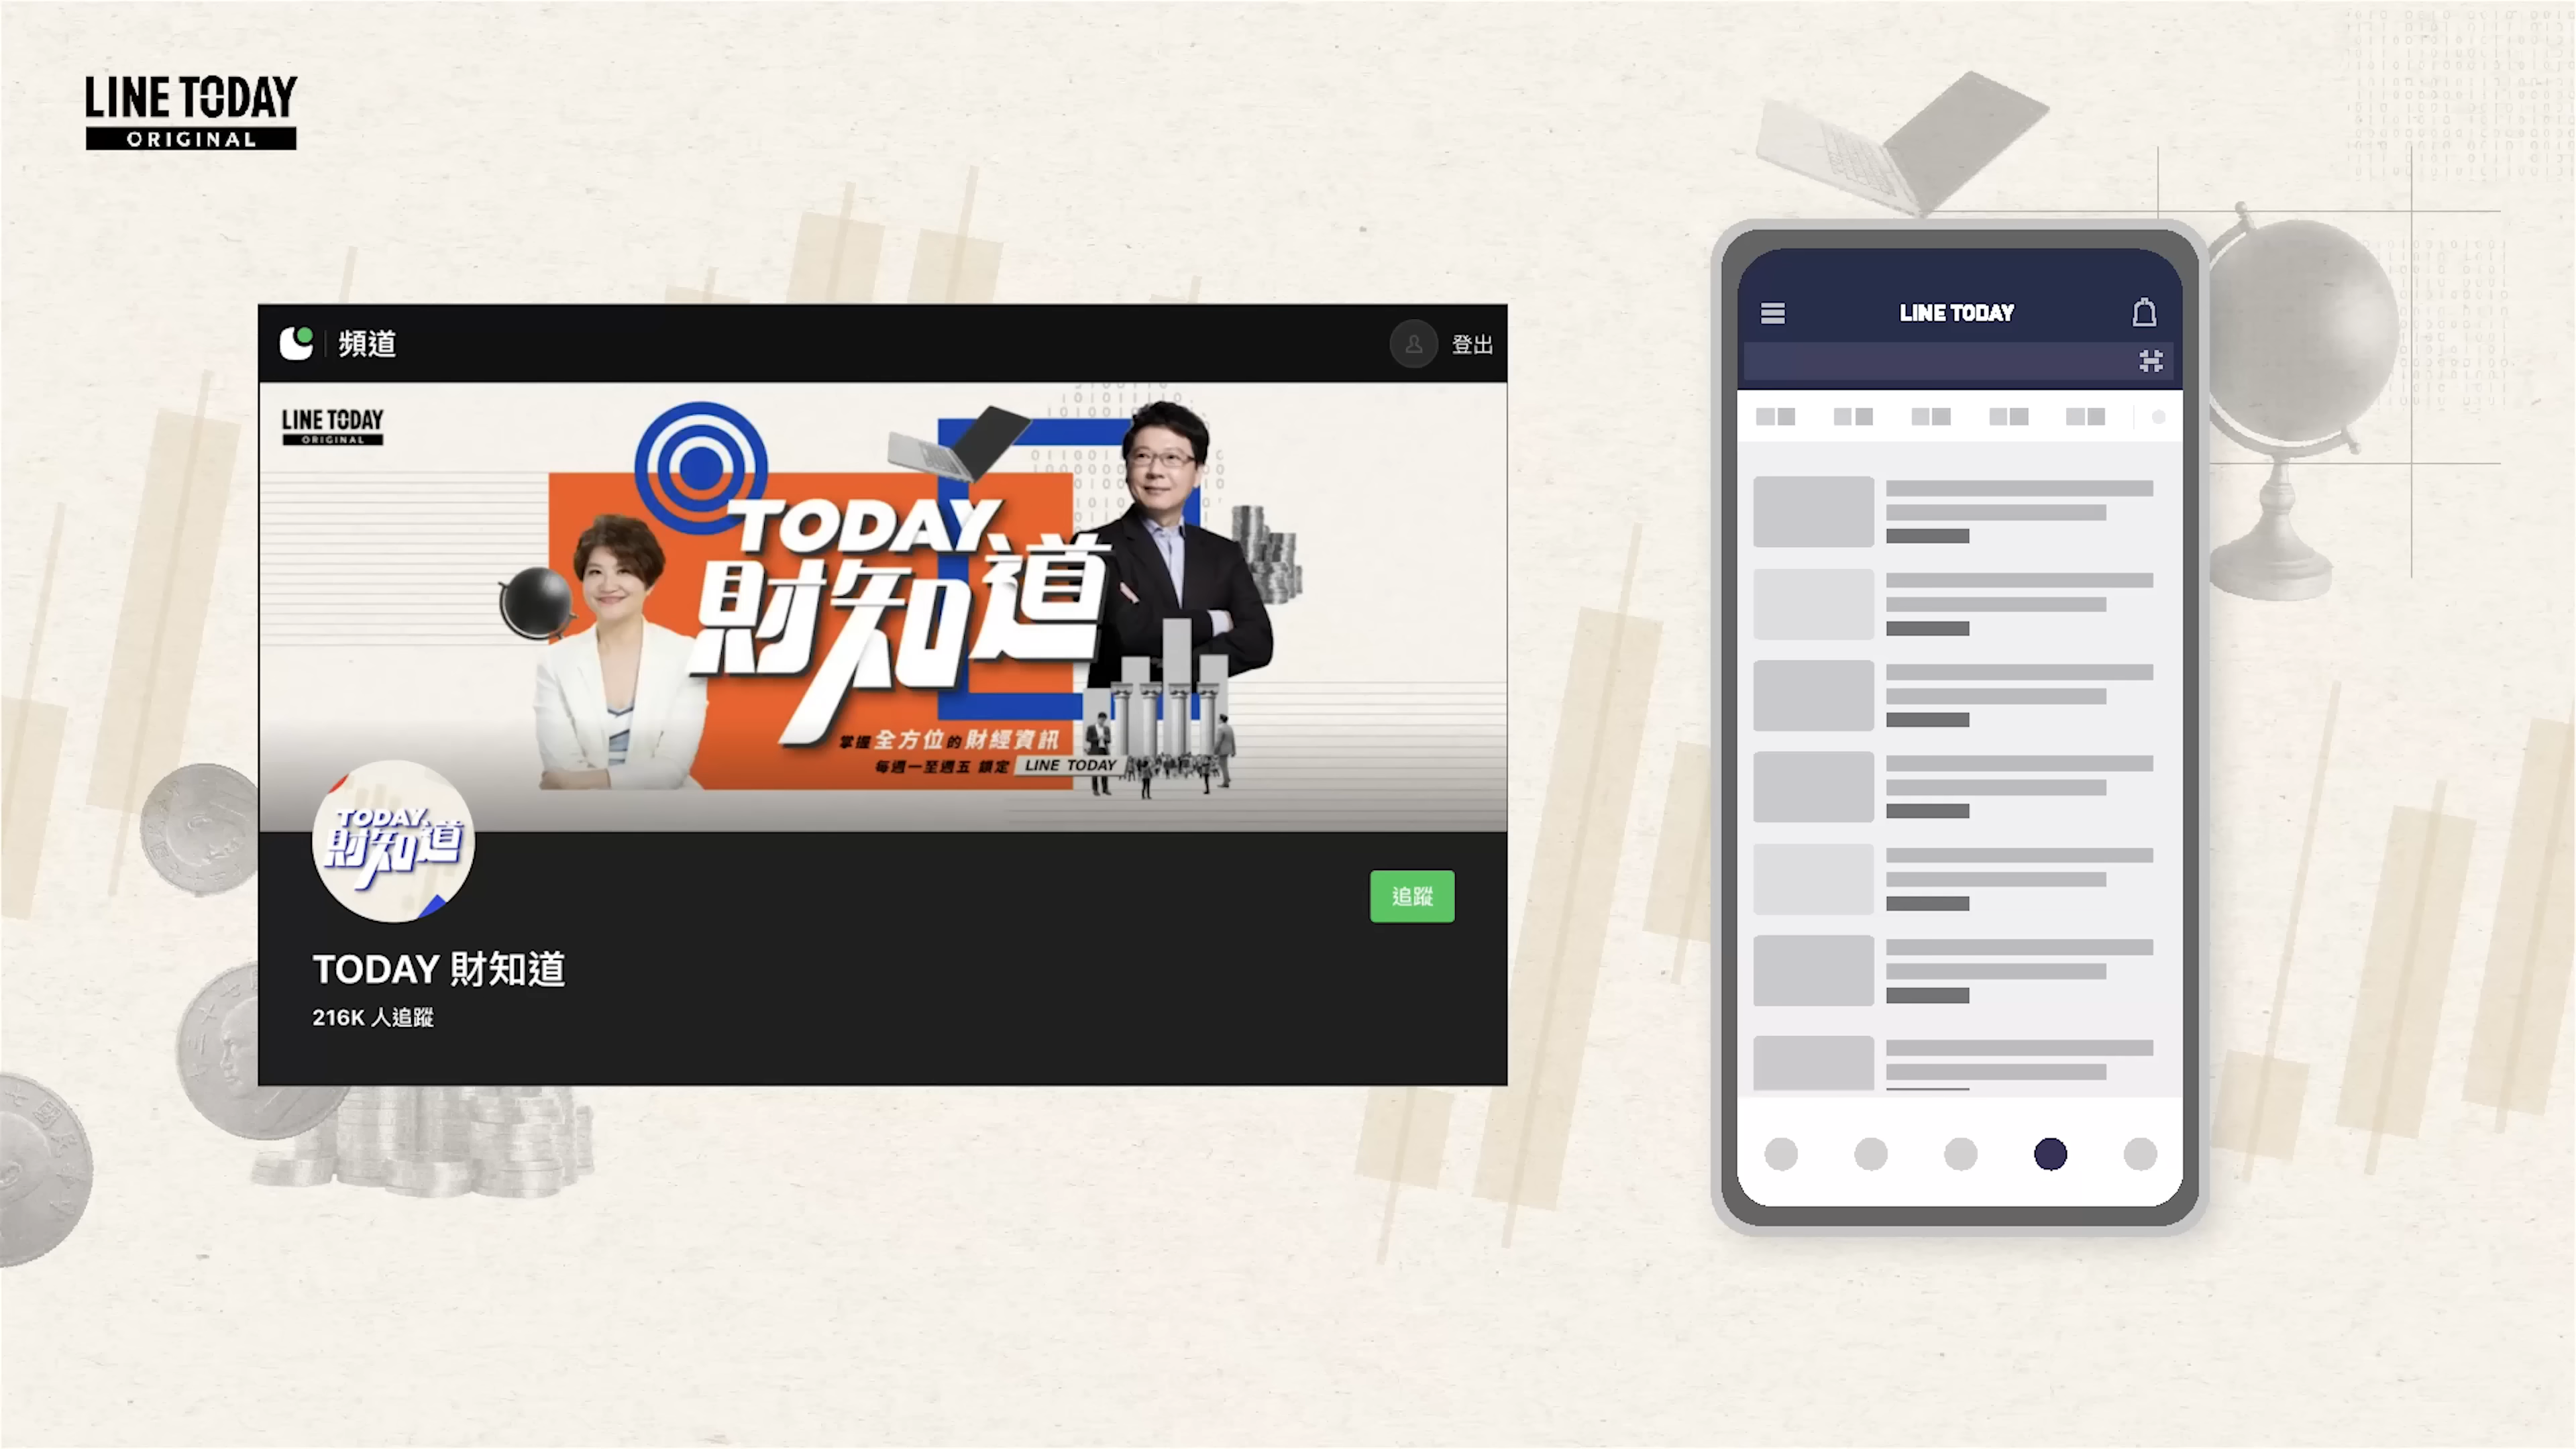 LINE TODAY
ORIGINAL
頻道
登出
LINE TODAY
ORIGINAL
TODAY
財知道
掌握全方位的財經資訊
每週一至週五 鎖定 LINE TODAY
TODAY
財知道
追蹤
TODAY 財知道
216K 人追蹤
LINE TODAY